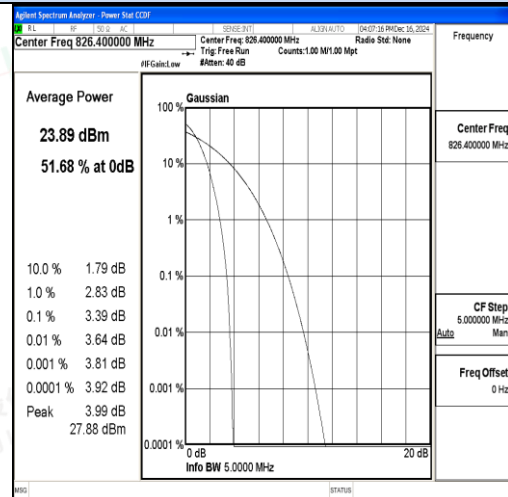 Agilent Spectrum Analyzer - Power Stat CCDF
RL RF 50 Ω AC SENSE:INT ALIGN AUTO 04:07:16 PM Dec 16, 2024
Center Freq 826.400000 MHz
Center Freq: 826.400000 MHz Radio Std: None
Trig: Free Run Counts:1.00 M/1.00 Mpt
#IFGain:Low #Atten: 40 dB
Frequency
Average Power
23.89 dBm
51.68 % at 0dB
10.0 % 1.79 dB
1.0 % 2.83 dB
0.1 % 3.39 dB
0.01 % 3.64 dB
0.001 % 3.81 dB
0.0001 % 3.92 dB
Peak 3.99 dB
27.88 dBm
Gaussian
100 %
10 %
1 %
0.1 %
0.01 %
0.001 %
0.0001 %
0 dB 20 dB
Info BW 5.0000 MHz
Center Freq
826.400000 MHz
CF Step
5.000000 MHz
Auto Man
Freq Offset
0 Hz
MSG STATUS